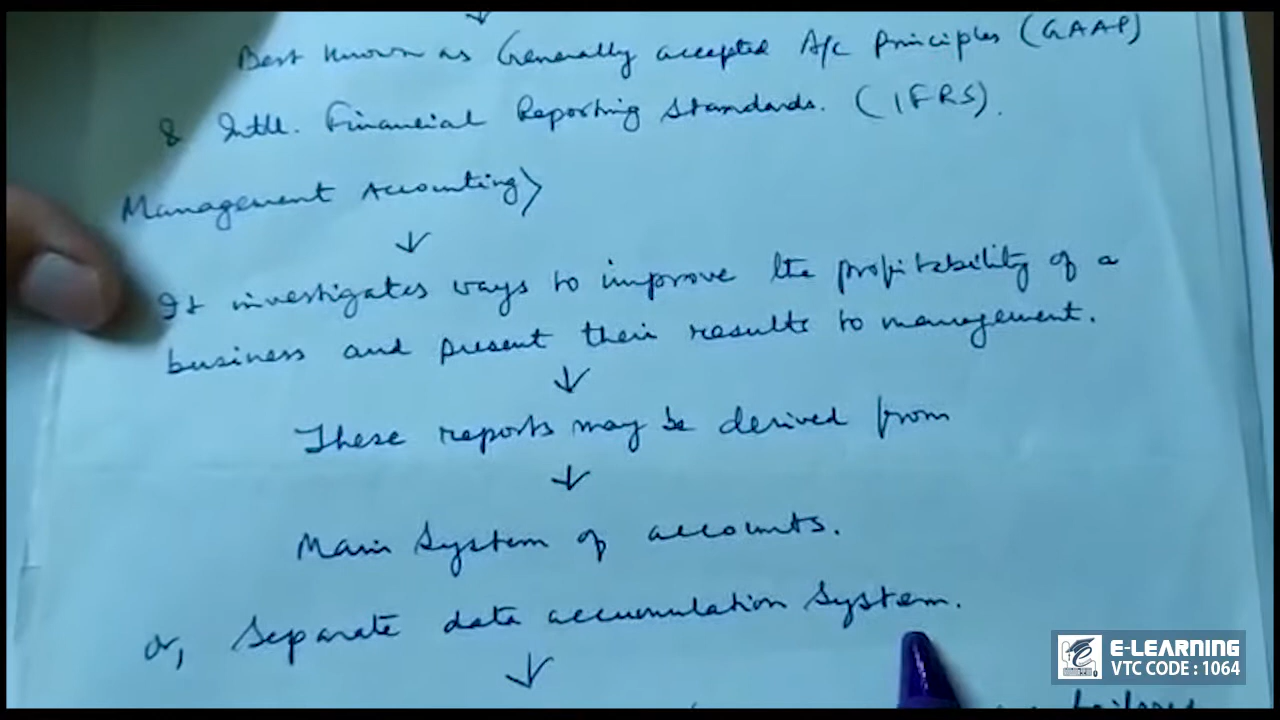 ↓
Best known as Generally accepted A/c Principles (GAAP)
& Intl. Financial Reporting Standards. (IFRS).
Management Accounting>
↓
It investigates ways to improve the profitability of a
business and present their results to management.
↓
These reports may be derived from
↓
Main System of accounts.
or, Separate data accumulation System.
↓
E-LEARNING
VTC CODE : 1064